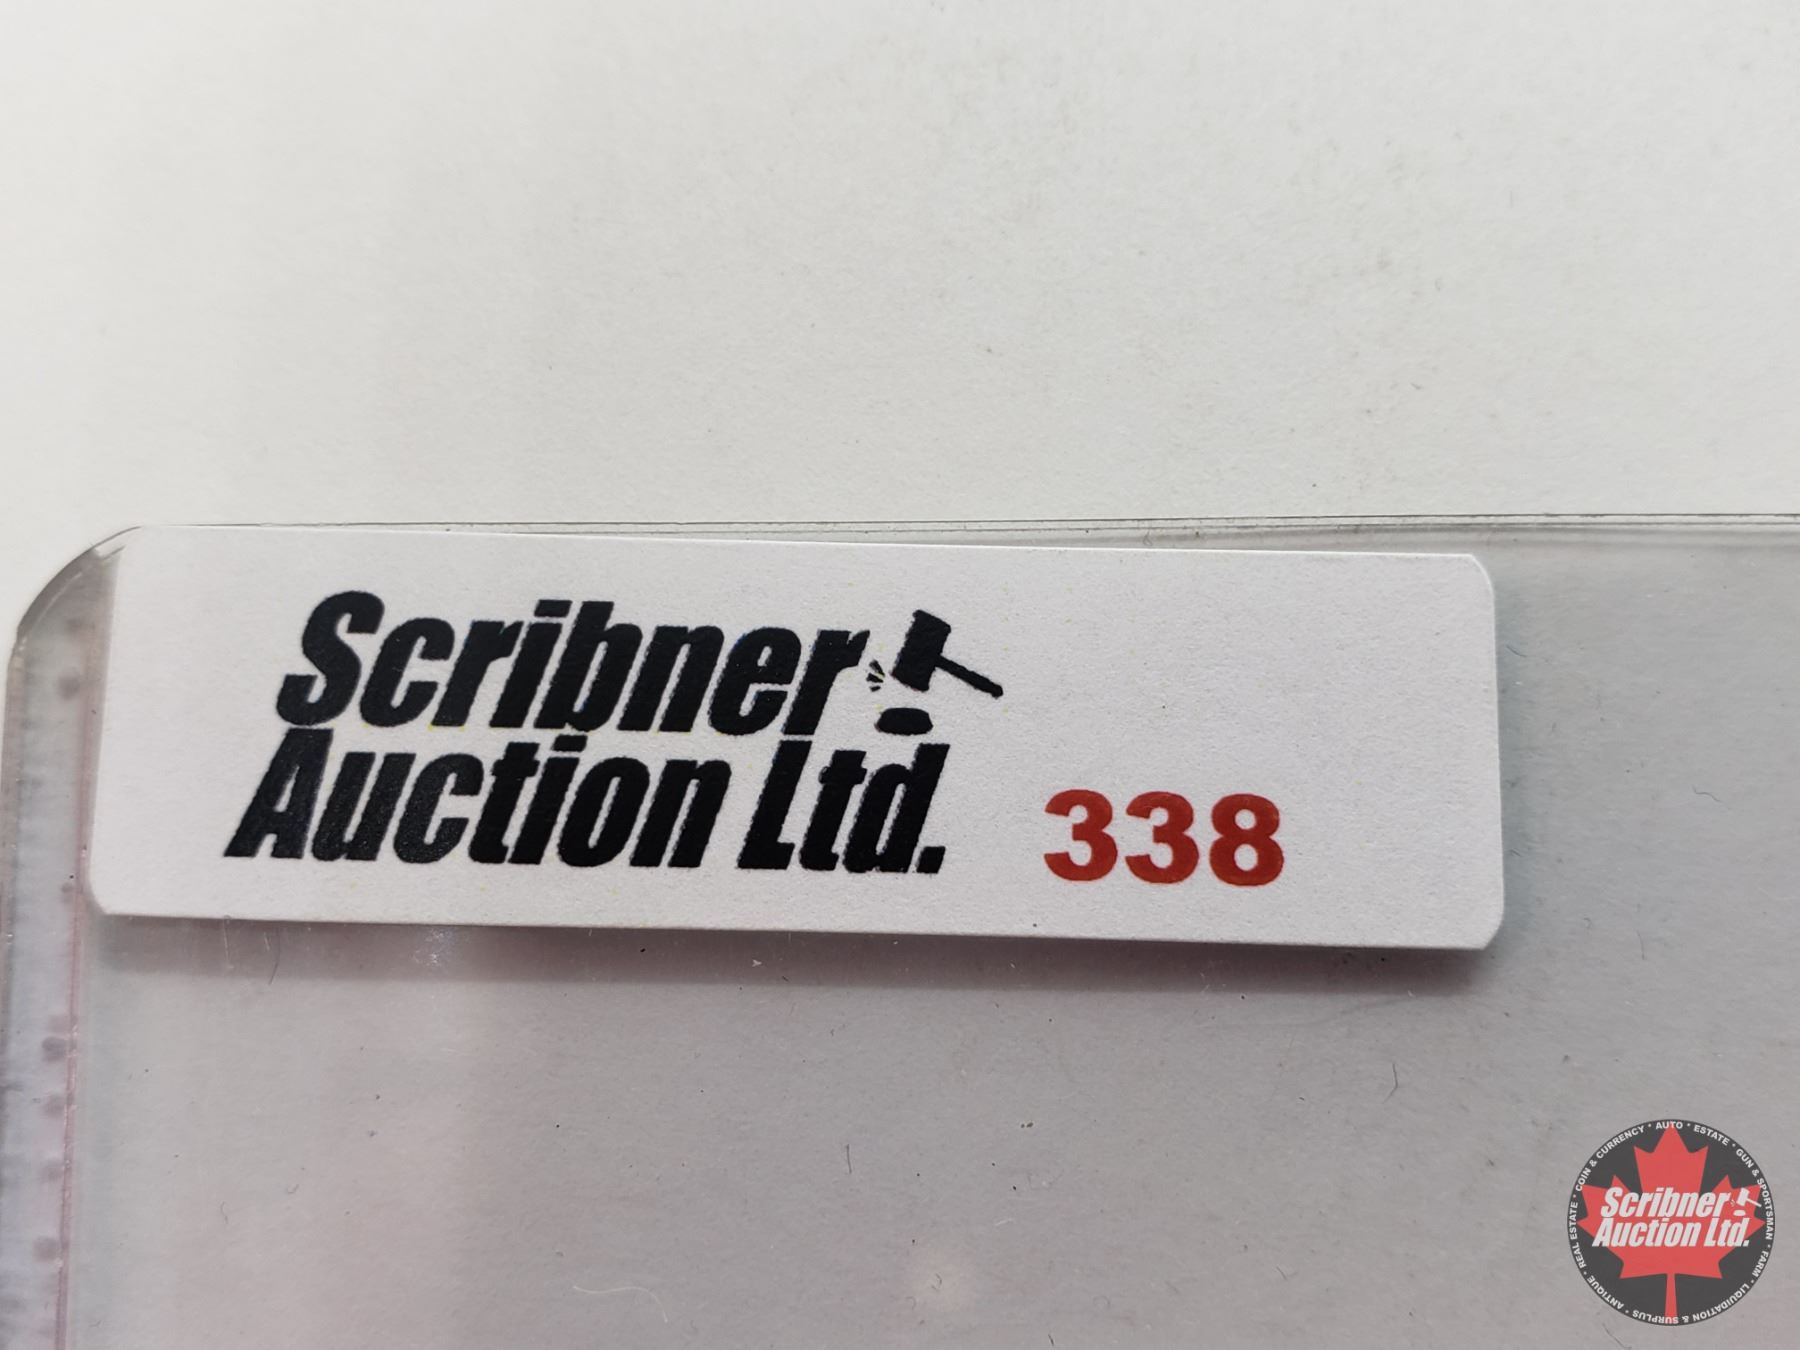 Scribner
Auction Ltd.
338
COIN & CURRENCY * AUTO * ESTATE * GUN & SPORTSMAN * FARM * LIQUIDATION & SURPLUS * ANTIQUE * REAL ESTATE *
Scribner
Auction Ltd.